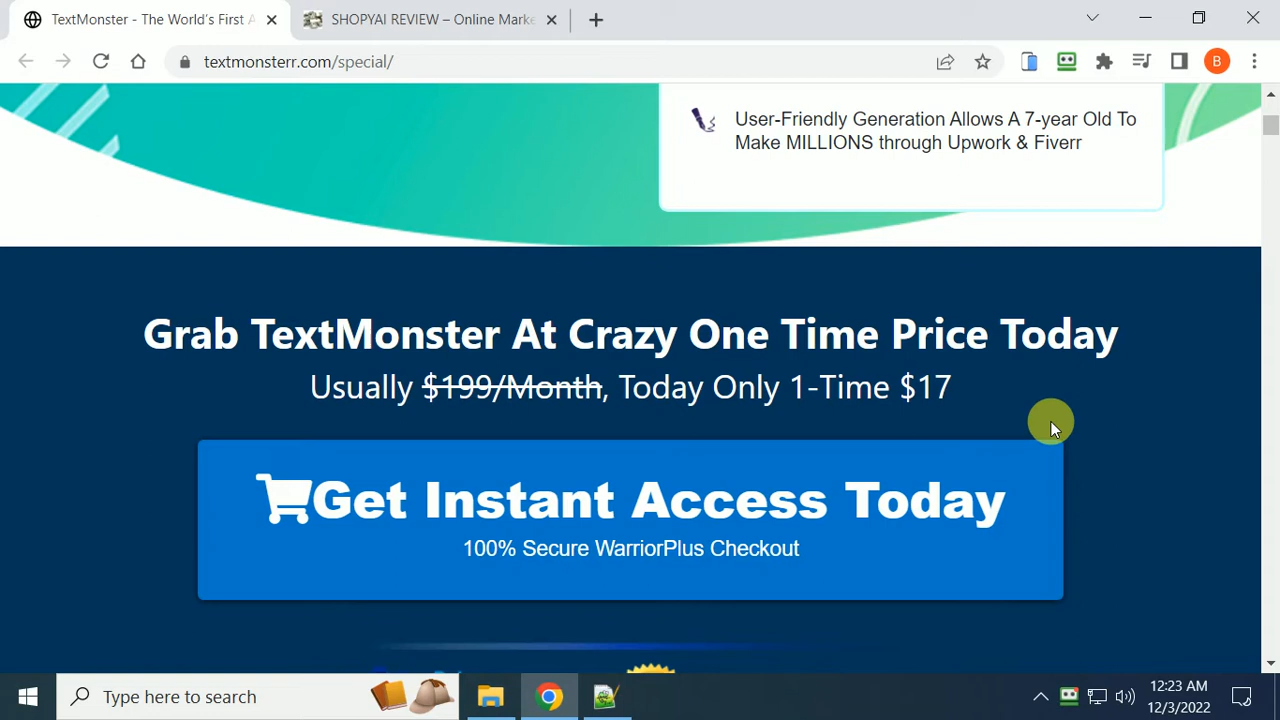 TextMonster - The World's First A
SHOPYAI REVIEW – Online Marke
textmonsterr.com/special/
B
User-Friendly Generation Allows A 7-year Old To
Make MILLIONS through Upwork & Fiverr
Grab TextMonster At Crazy One Time Price Today
Usually $199/Month, Today Only 1-Time $17
Get Instant Access Today
100% Secure WarriorPlus Checkout
Type here to search
12:23 AM
12/3/2022